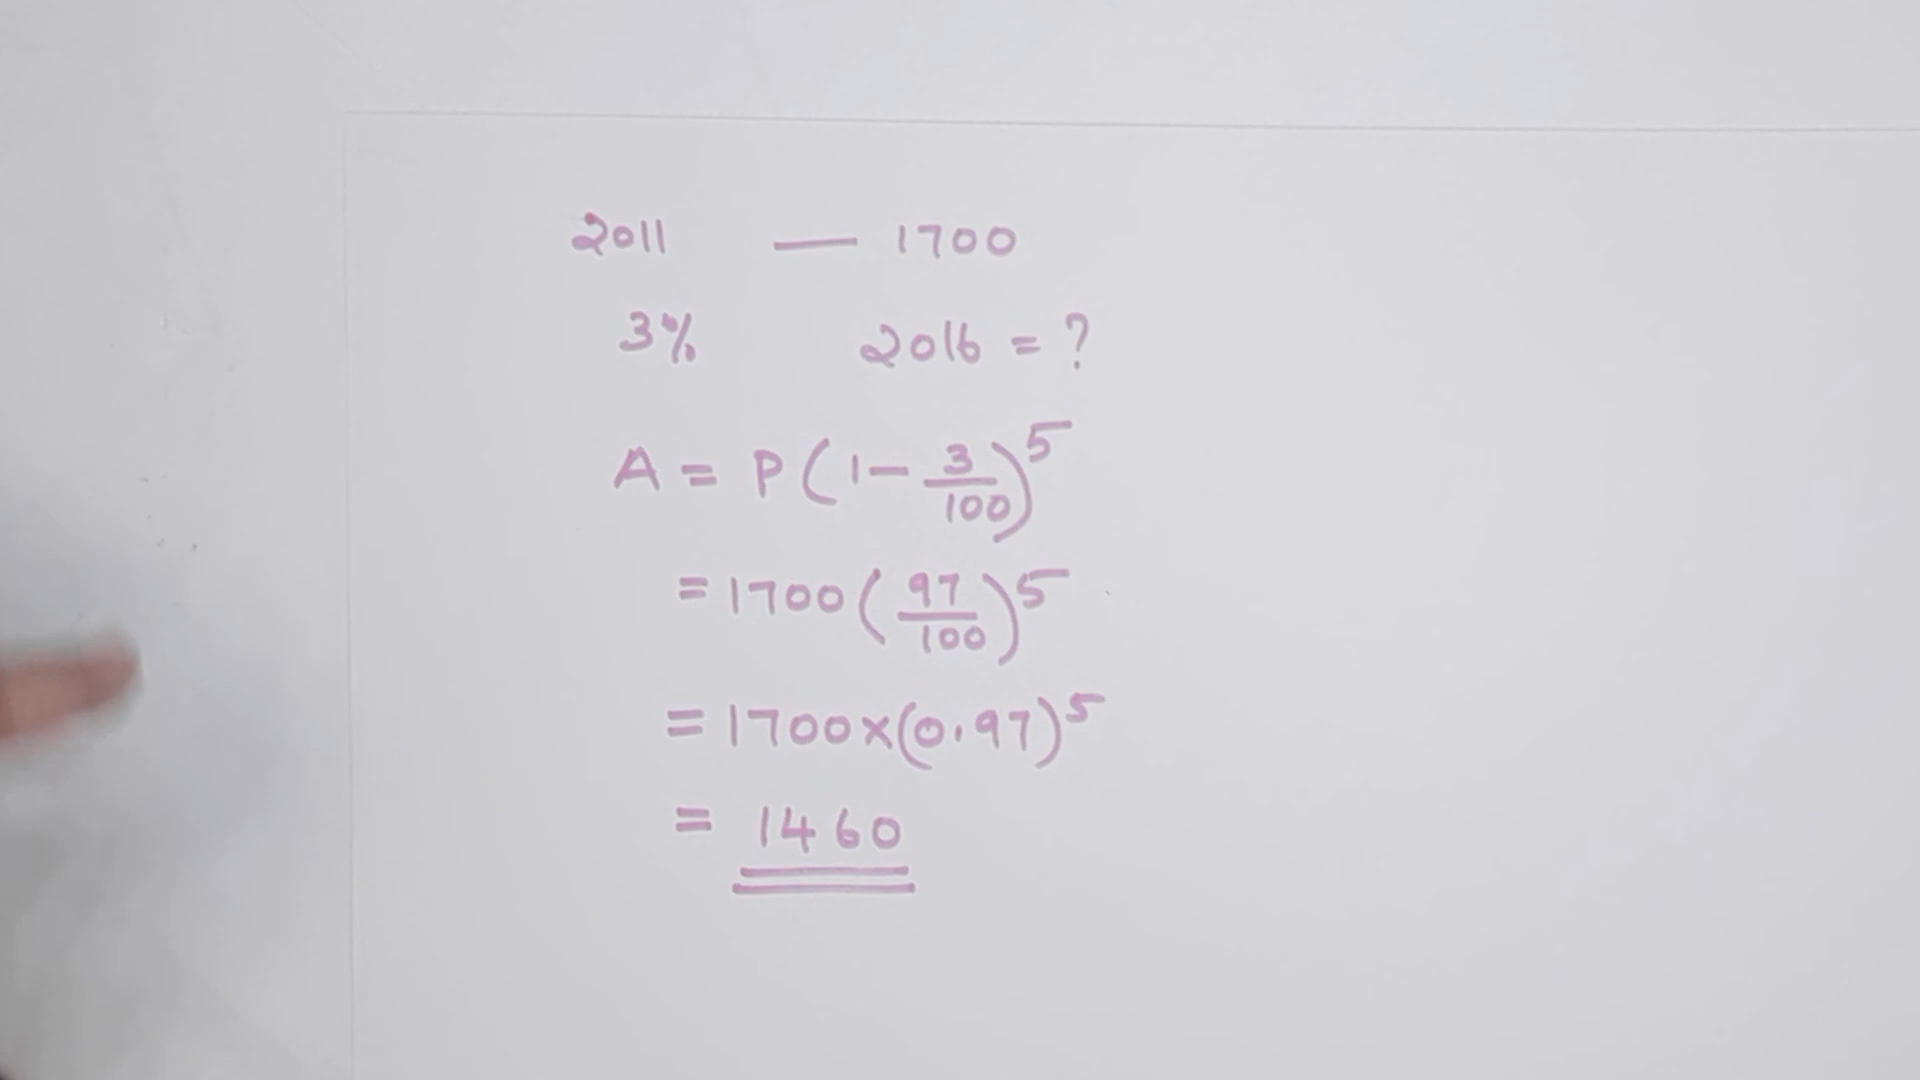 2011 — 1700
3% 2016 = ?
A = P(1 - 3/100)^5
= 1700(97/100)^5
= 1700×(0.97)^5
= 1460